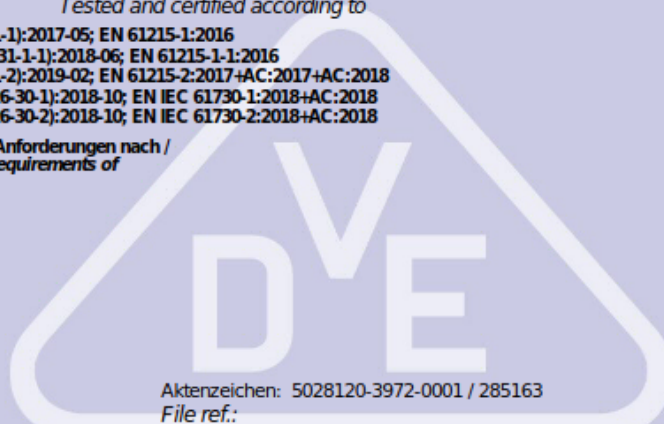 Tested and certified according to
-1):2017-05; EN 61215-1:2016
31-1-1):2018-06; EN 61215-1-1:2016
-2):2019-02; EN 61215-2:2017+AC:2017+AC:2018
6-30-1):2018-10; EN IEC 61730-1:2018+AC:2018
6-30-2):2018-10; EN IEC 61730-2:2018+AC:2018
Anforderungen nach /
equirements of
DVE
Aktenzeichen: 5028120-3972-0001 / 285163
File ref.: